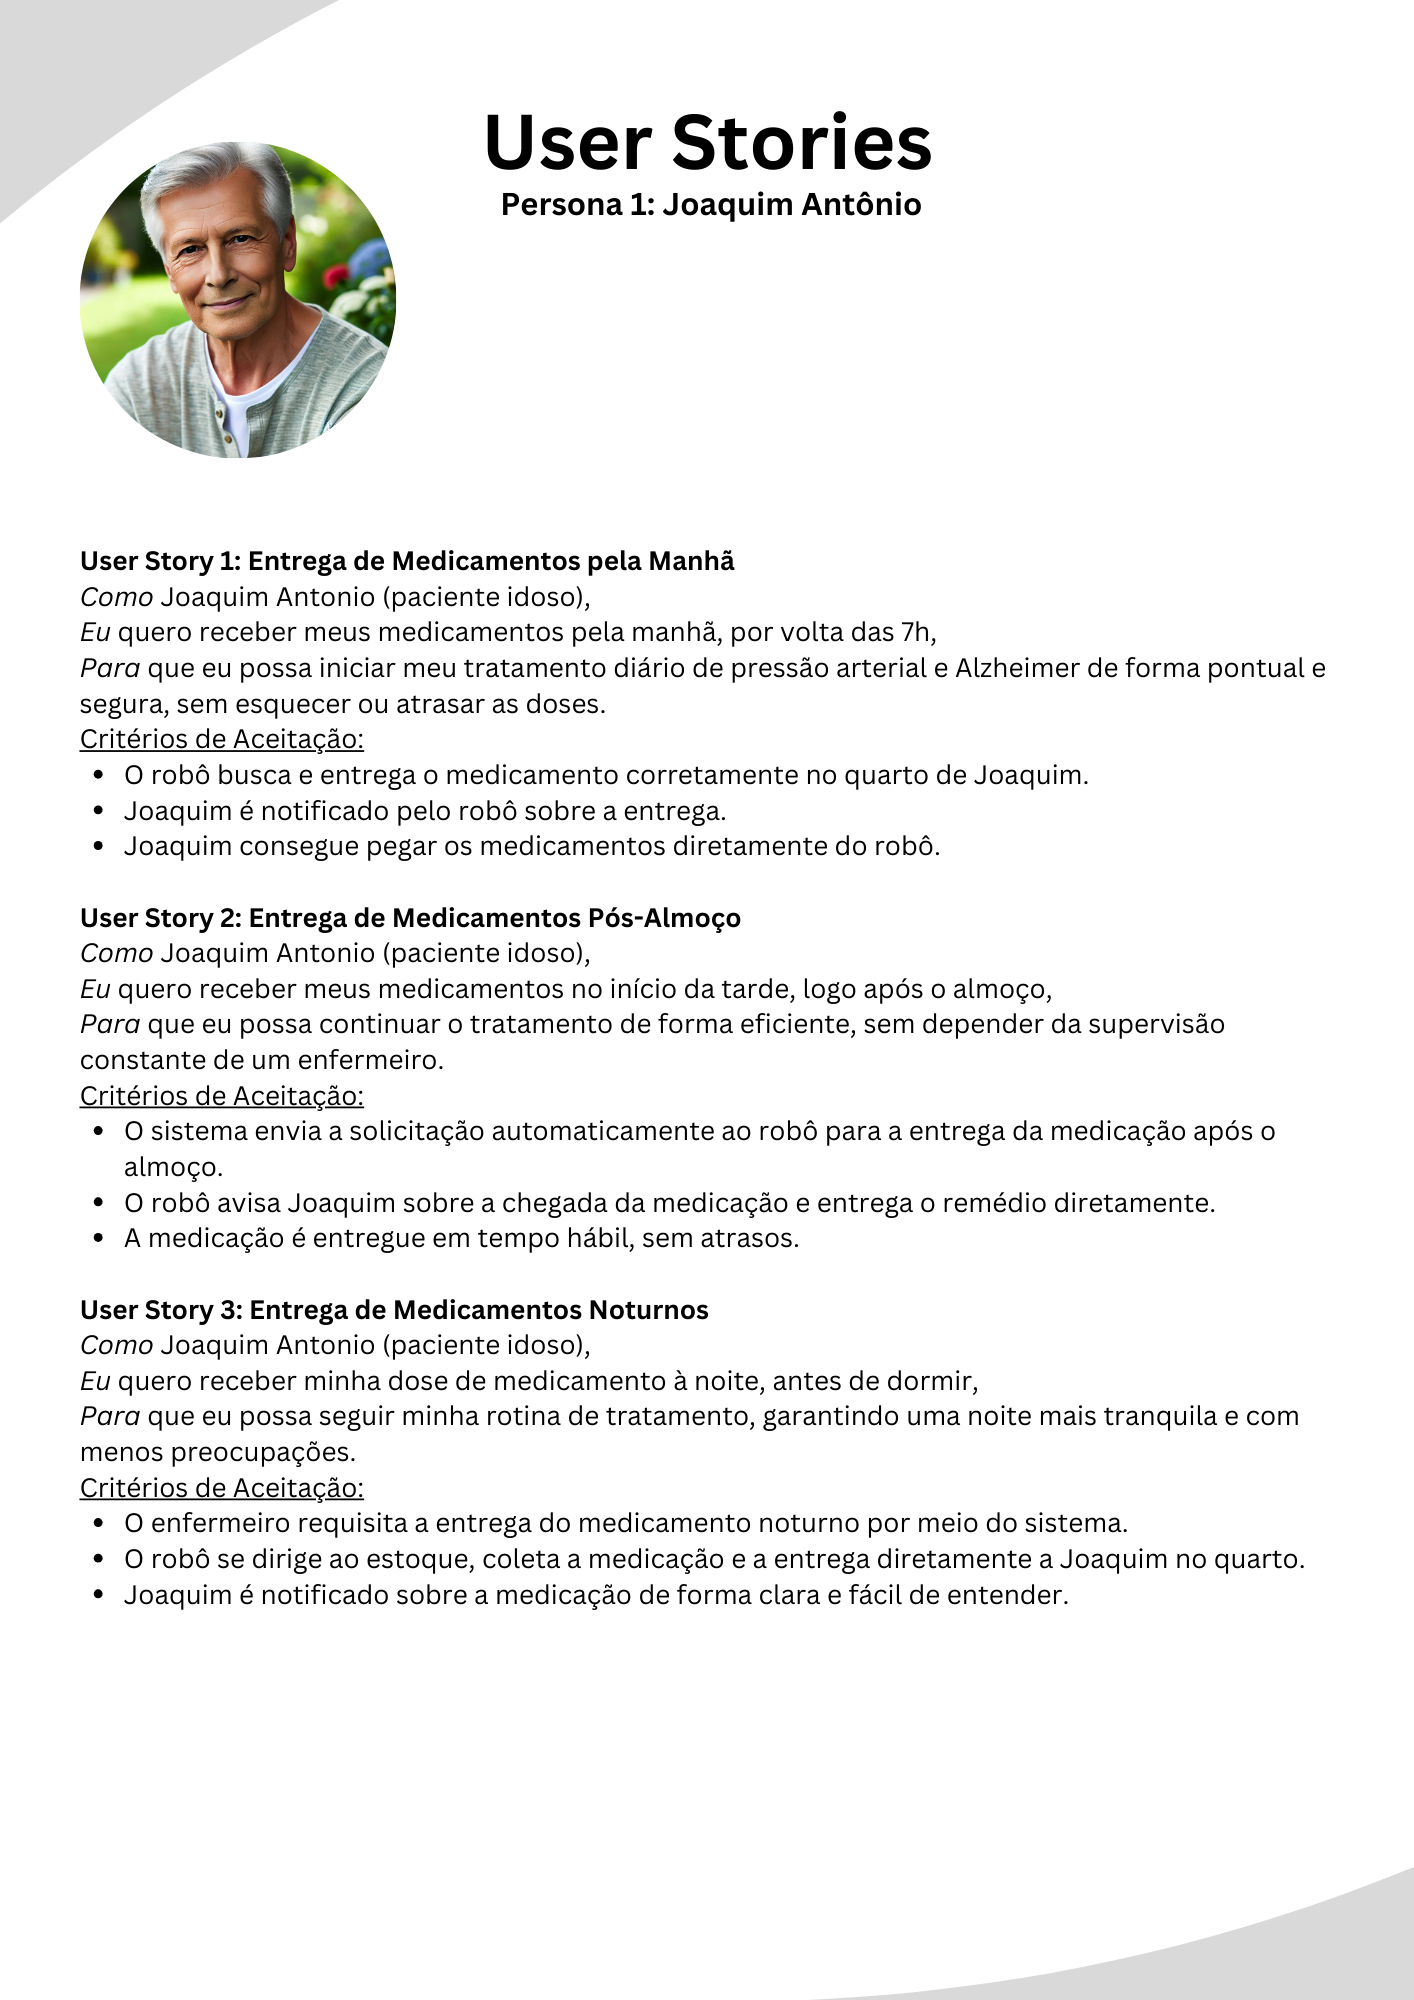 User Stories
Persona 1: Joaquim Antônio
User Story 1: Entrega de Medicamentos pela Manhã
Como Joaquim Antonio (paciente idoso),
Eu quero receber meus medicamentos pela manhã, por volta das 7h,
Para que eu possa iniciar meu tratamento diário de pressão arterial e Alzheimer de forma pontual e
segura, sem esquecer ou atrasar as doses.
Critérios de Aceitação:
• O robô busca e entrega o medicamento corretamente no quarto de Joaquim.
• Joaquim é notificado pelo robô sobre a entrega.
• Joaquim consegue pegar os medicamentos diretamente do robô.
User Story 2: Entrega de Medicamentos Pós-Almoço
Como Joaquim Antonio (paciente idoso),
Eu quero receber meus medicamentos no início da tarde, logo após o almoço,
Para que eu possa continuar o tratamento de forma eficiente, sem depender da supervisão
constante de um enfermeiro.
Critérios de Aceitação:
• O sistema envia a solicitação automaticamente ao robô para a entrega da medicação após o
almoço.
• O robô avisa Joaquim sobre a chegada da medicação e entrega o remédio diretamente.
• A medicação é entregue em tempo hábil, sem atrasos.
User Story 3: Entrega de Medicamentos Noturnos
Como Joaquim Antonio (paciente idoso),
Eu quero receber minha dose de medicamento à noite, antes de dormir,
Para que eu possa seguir minha rotina de tratamento, garantindo uma noite mais tranquila e com
menos preocupações.
Critérios de Aceitação:
• O enfermeiro requisita a entrega do medicamento noturno por meio do sistema.
• O robô se dirige ao estoque, coleta a medicação e a entrega diretamente a Joaquim no quarto.
• Joaquim é notificado sobre a medicação de forma clara e fácil de entender.